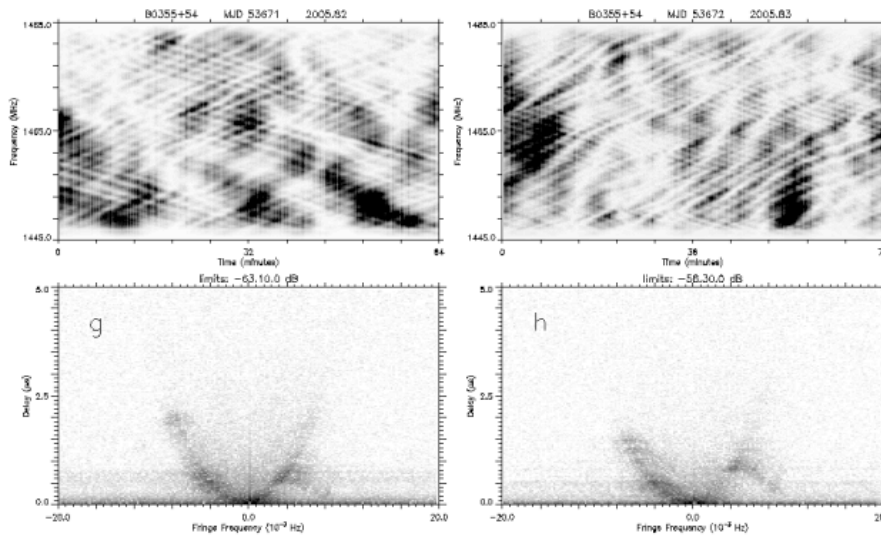 B0355+54 MJD 53671 2005.82
B0355+54 MJD 53672 2005.83
1485.0
1465.0
1445.0
Frequency (MHz)
0 32 64
Time (minutes)
1485.0
1465.0
1445.0
Frequency (MHz)
0 36 7
Time (minutes)
limits: -63,10.0 dB
g
5.0
2.5
0.0
Delay (μs)
-20.0 0.0 20.0
Fringe Frequency (10⁻³ Hz)
limits: -58,30.0 dB
h
5.0
2.5
0.0
Delay (μs)
-20.0 0.0 20.0
Fringe Frequency (10⁻³ Hz)